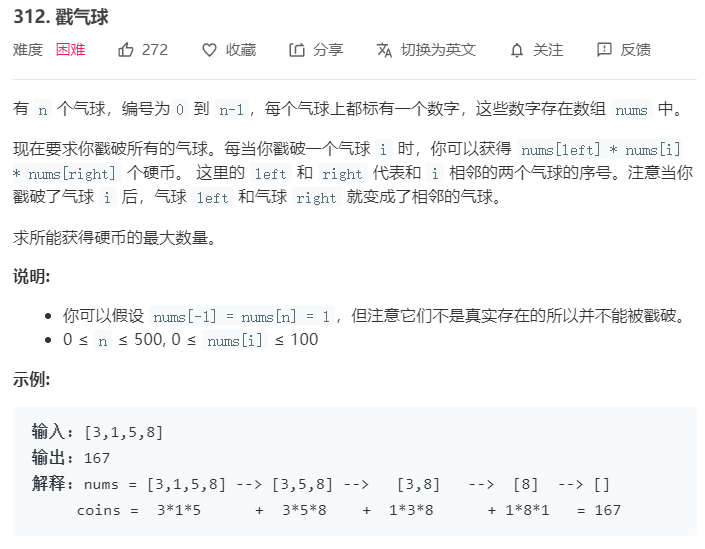 312. 戳气球
难度 困难 272 收藏 分享 切换为英文 关注 反馈
有 n 个气球，编号为 0 到 n-1，每个气球上都标有一个数字，这些数字存在数组 nums 中。
现在要求你戳破所有的气球。每当你戳破一个气球 i 时，你可以获得 nums[left] * nums[i]
* nums[right] 个硬币。 这里的 left 和 right 代表和 i 相邻的两个气球的序号。注意当你
戳破了气球 i 后，气球 left 和气球 right 就变成了相邻的气球。
求所能获得硬币的最大数量。
说明:
• 你可以假设 nums[-1] = nums[n] = 1，但注意它们不是真实存在的所以并不能被戳破。
• 0 ≤ n ≤ 500, 0 ≤ nums[i] ≤ 100
示例:
输入: [3,1,5,8]
输出: 167
解释: nums = [3,1,5,8] --> [3,5,8] --> [3,8] --> [8] --> []
coins = 3*1*5 + 3*5*8 + 1*3*8 + 1*8*1 = 167